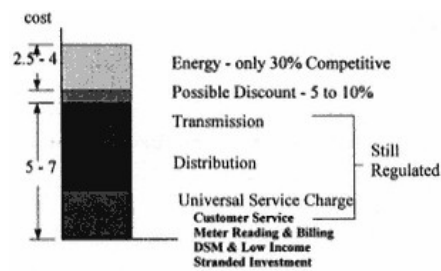 cost
2.5 - 4
Energy - only 30% Competitive
Possible Discount - 5 to 10%
Transmission
5 - 7
Distribution
Still
Regulated
Universal Service Charge
Customer Service
Meter Reading & Billing
DSM & Low Income
Stranded Investment